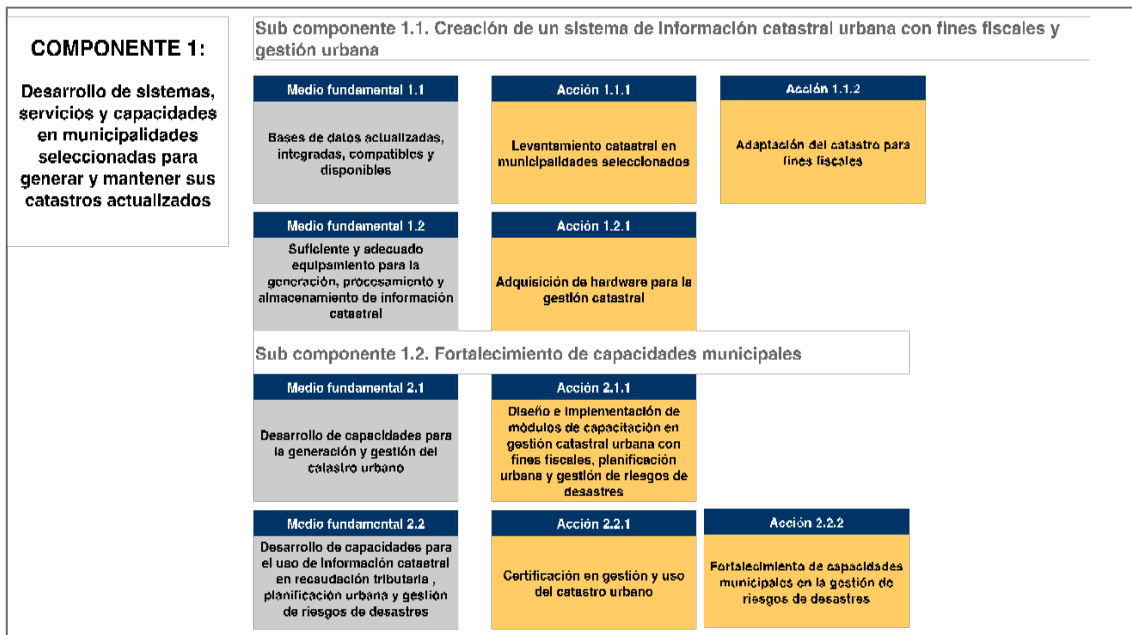 COMPONENTE 1:
Desarrollo de sistemas,
servicios y capacidades
en municipalidades
seleccionadas para
generar y mantener sus
catastros actualizados
Sub componente 1.1. Creación de un sistema de información catastral urbana con fines fiscales y
gestión urbana
Medio fundamental 1.1
Bases de datos actualizadas,
integradas, compatibles y
disponibles
Acción 1.1.1
Levantamiento catastral en
municipalidades seleccionados
Acción 1.1.2
Adaptación del catastro para
fines fiscales
Medio fundamental 1.2
Suficiente y adecuado
equipamiento para la
generación, procesamiento y
almacenamiento de información
catastral
Acción 1.2.1
Adquisición de hardware para la
gestión catastral
Sub componente 1.2. Fortalecimiento de capacidades municipales
Medio fundamental 2.1
Desarrollo de capacidades para
la generación y gestión del
catastro urbano
Acción 2.1.1
Diseño e implementación de
módulos de capacitación en
gestión catastral urbana con
fines fiscales, planificación
urbana y gestión de riesgos de
desastres
Medio fundamental 2.2
Desarrollo de capacidades para
el uso de información catastral
en recaudación tributaria ,
planificación urbana y gestión
de riesgos de desastres
Acción 2.2.1
Certificación en gestión y uso
del catastro urbano
Acción 2.2.2
Fortalecimiento de capacidades
municipales en la gestión de
riesgos de desastres